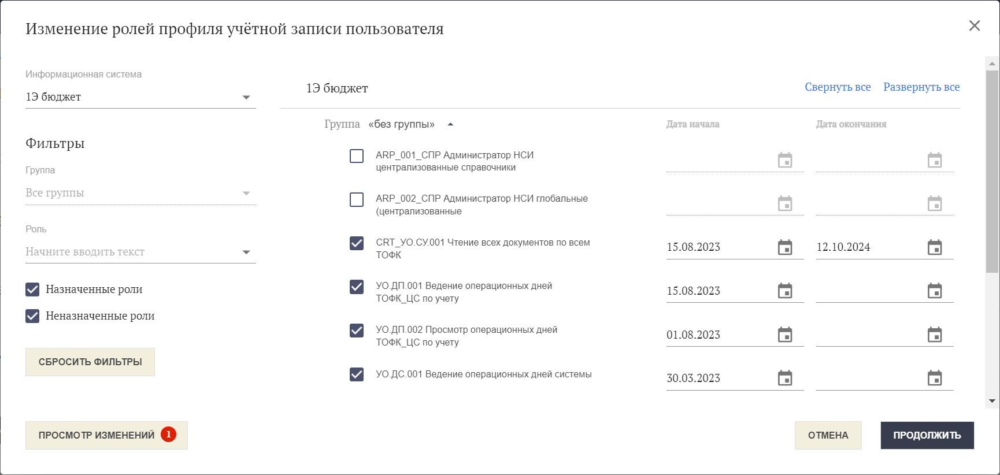 Изменение ролей профиля учётной записи пользователя
Информационная система
1Э бюджет
Фильтры
Группа
Все группы
Роль
Начните вводить текст
Назначенные роли
Неназначенные роли
СБРОСИТЬ ФИЛЬТРЫ
1Э бюджет
Свернуть все Развернуть все
Группа «без группы» Дата начала Дата окончания
ARP_001_СПР Администратор НСИ
централизованные справочники
ARP_002_СПР Администратор НСИ глобальные
(централизованные
CRT_УО.СУ.001 Чтение всех документов по всем
ТОФК
15.08.2023 12.10.2024
УО.ДП.001 Ведение операционных дней
ТОФК_ЦС по учету
15.08.2023
УО.ДП.002 Просмотр операционных дней
ТОФК_ЦС по учету
01.08.2023
УО.ДС.001 Ведение операционных дней системы
30.03.2023
ПРОСМОТР ИЗМЕНЕНИЙ 1
ОТМЕНА
ПРОДОЛЖИТЬ